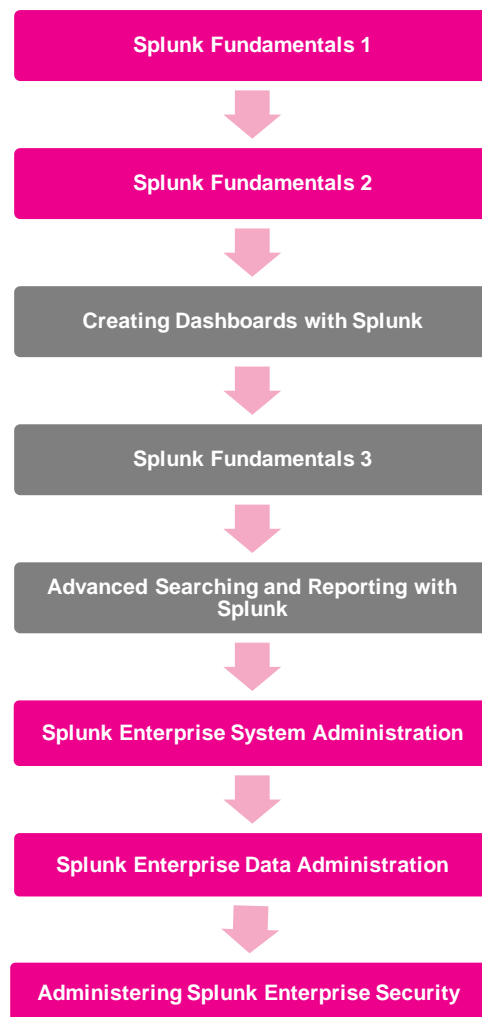 Splunk Fundamentals 1
Splunk Fundamentals 2
Creating Dashboards with Splunk
Splunk Fundamentals 3
Advanced Searching and Reporting with
Splunk
Splunk Enterprise System Administration
Splunk Enterprise Data Administration
Administering Splunk Enterprise Security